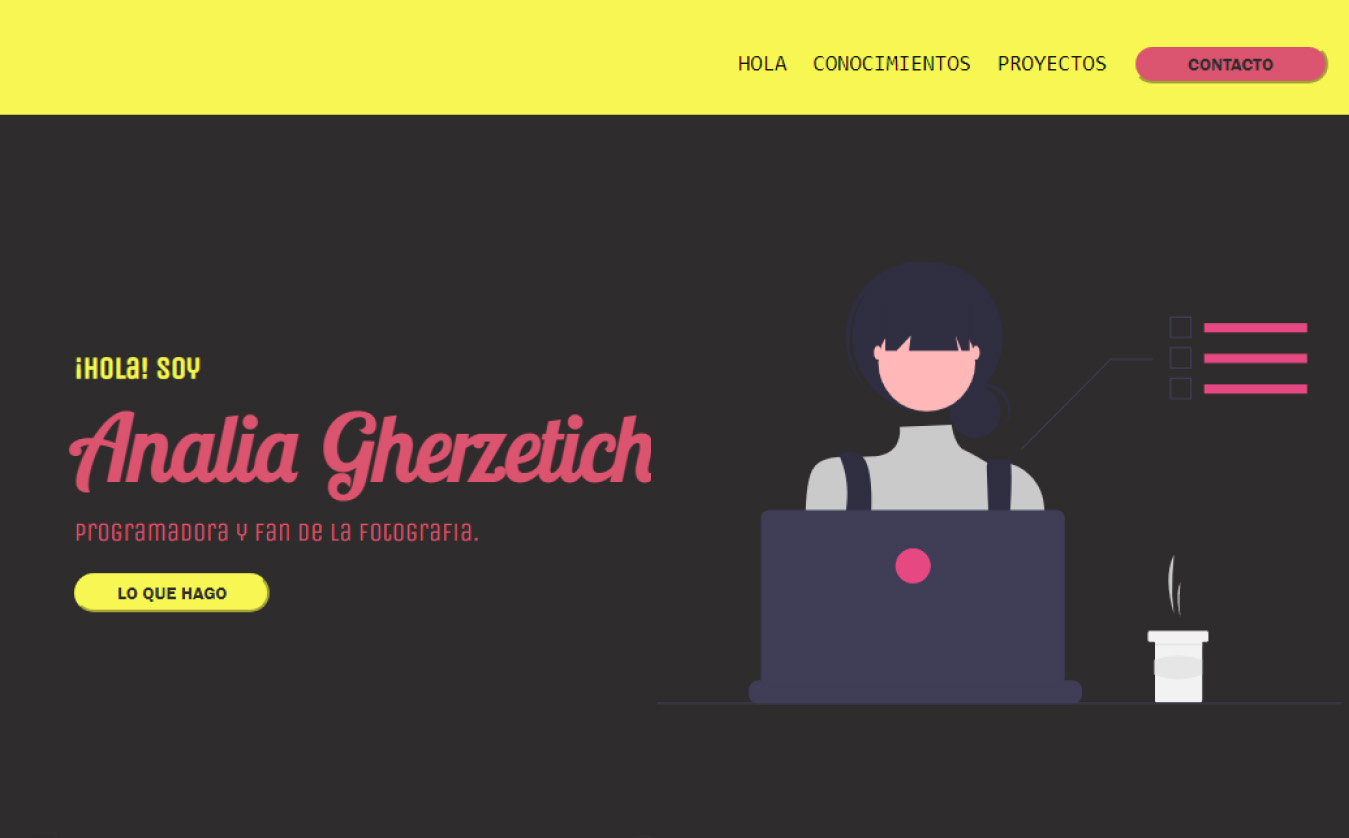 HOLA CONOCIMIENTOS PROYECTOS CONTACTO
¡Hola! soy
Analia Gherzetich
Programadora y fan de la fotografia.
LO QUE HAGO